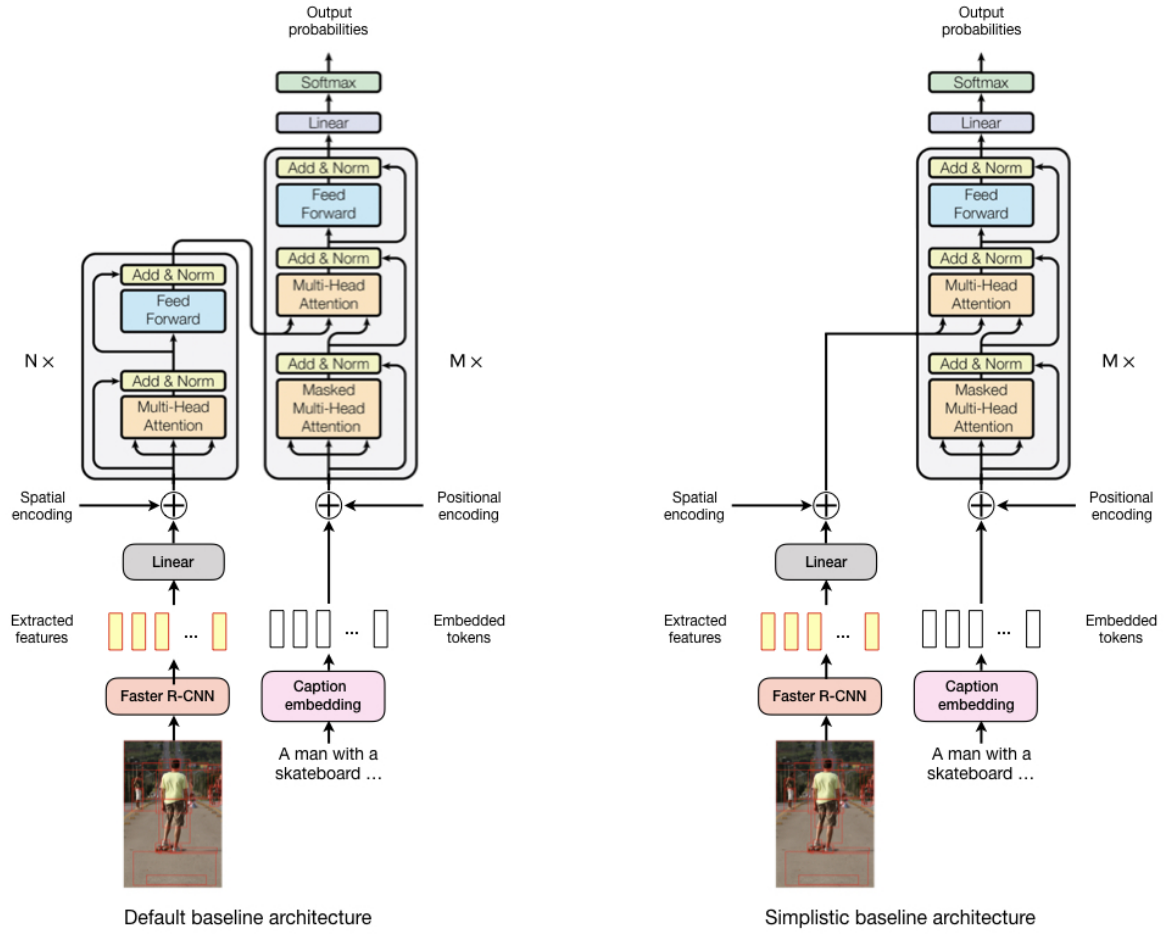 Output
probabilities
Softmax
Linear
Add & Norm
Feed
Forward
Add & Norm
Multi-Head
Attention
Add & Norm
Masked
Multi-Head
Attention
M ×
Add & Norm
Feed
Forward
Add & Norm
Multi-Head
Attention
N ×
Spatial
encoding
Positional
encoding
Linear
Extracted
features
...
...
Embedded
tokens
Faster R-CNN
Caption
embedding
A man with a
skateboard ...
Default baseline architecture
Output
probabilities
Softmax
Linear
Add & Norm
Feed
Forward
Add & Norm
Multi-Head
Attention
Add & Norm
Masked
Multi-Head
Attention
M ×
Spatial
encoding
Positional
encoding
Linear
Extracted
features
...
...
Embedded
tokens
Faster R-CNN
Caption
embedding
A man with a
skateboard ...
Simplistic baseline architecture